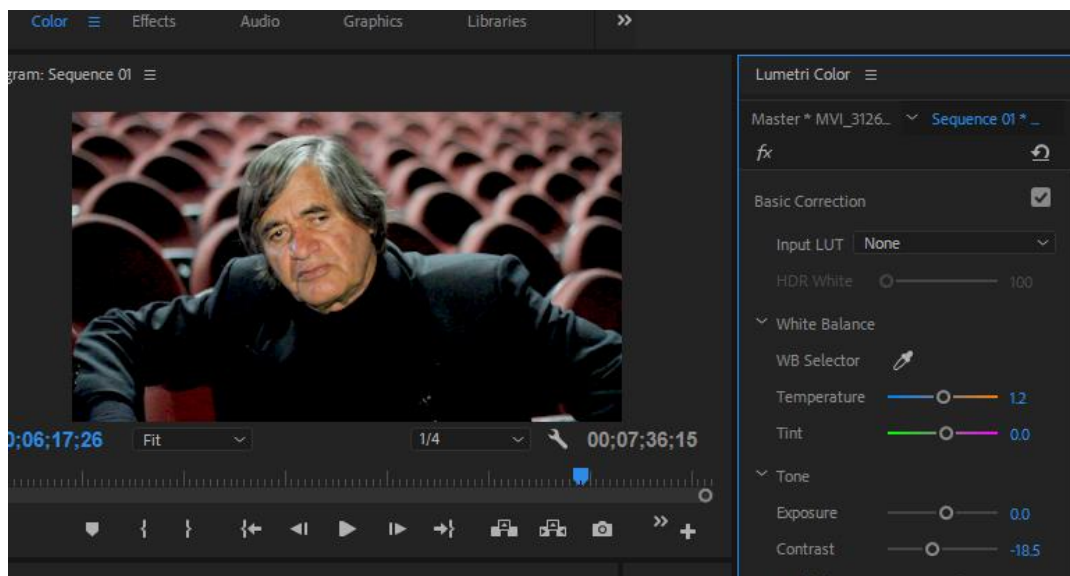 Color Effects Audio Graphics Libraries
gram: Sequence 01
Lumetri Color
Master * MVI_3126... Sequence 01 * ...
fx
Basic Correction
Input LUT None
HDR White 100
White Balance
WB Selector
Temperature 1.2
Tint 0.0
0;06;17;26 Fit 1/4 00;07;36;15
Tone
Exposure 0.0
Contrast -18.5